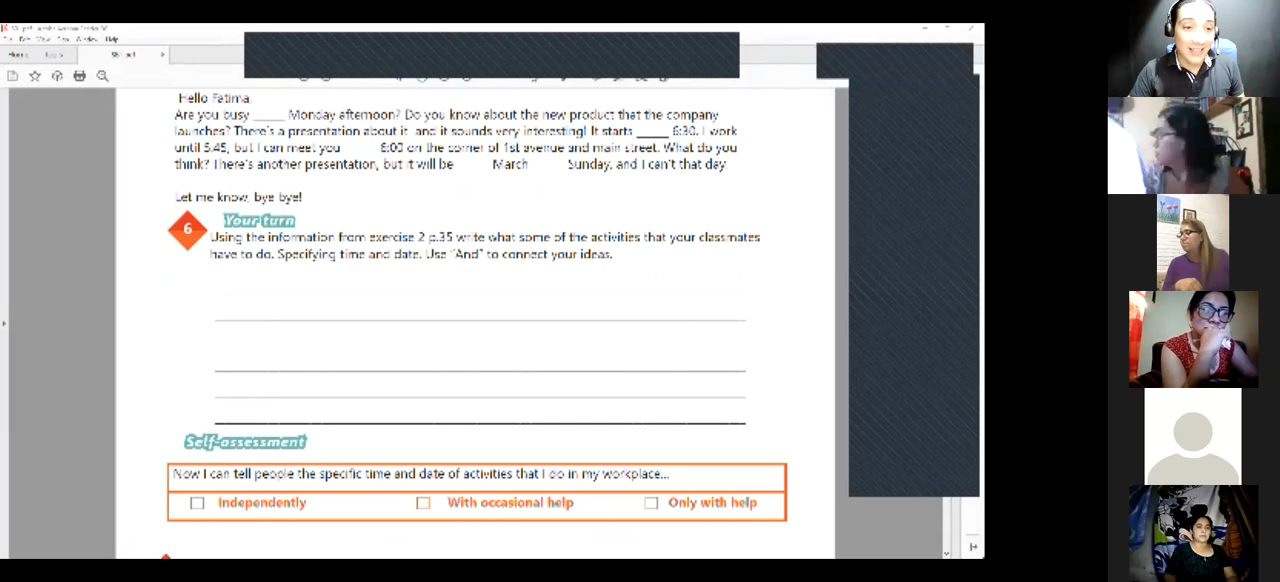 Home
Hello Fatima,
Are you busy _____ Monday afternoon? Do you know about the new product that the company
launches? There's a presentation about it and it sounds very interesting! It starts _____ 6:30. I work
until 5:45, but I can meet you 6:00 on the corner of 1st avenue and main street. What do you
think? There's another presentation, but it will be March Sunday, and I can't that day
Let me know, bye bye!
6
Your turn
Using the information from exercise 2 p.35 write what some of the activities that your classmates
have to do. Specifying time and date. Use "And" to connect your ideas.
Self-assessment
Now I can tell people the specific time and date of activities that I do in my workplace...
Independently With occasional help Only with help